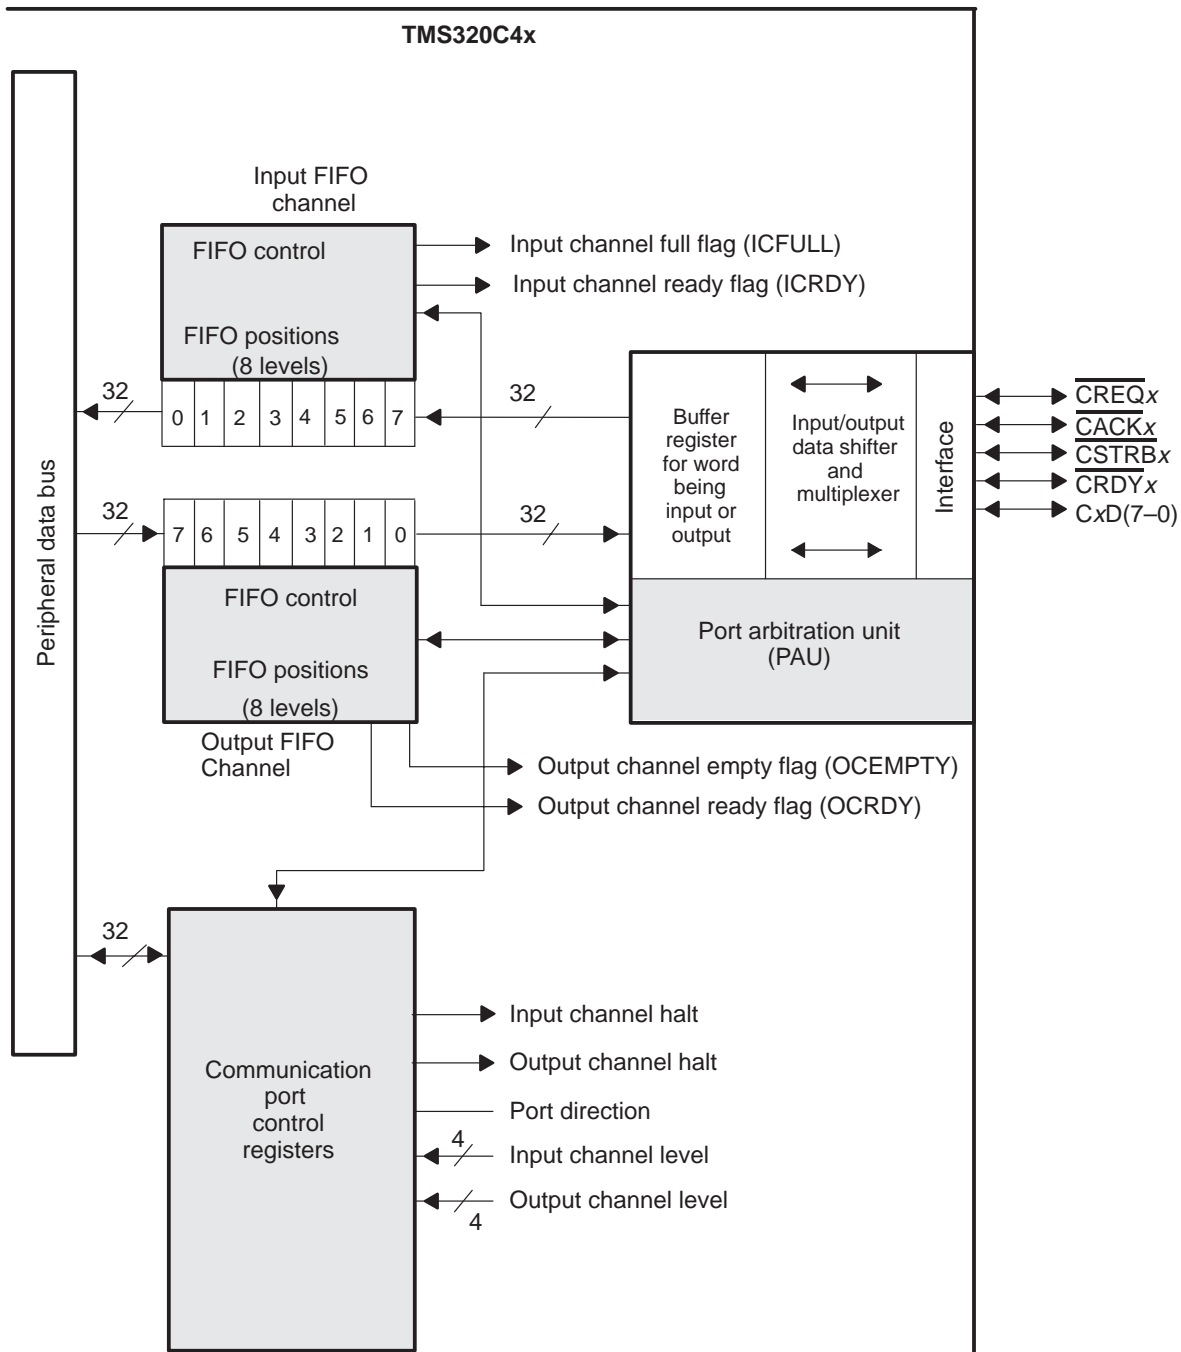 TMS320C4x
Input FIFO
channel
FIFO control
FIFO positions
(8 levels)
Input channel full flag (ICFULL)
Input channel ready flag (ICRDY)
32
0 1 2 3 4 5 6 7
32
Buffer
register
for word
being
input or
output
Input/output
data shifter
and
multiplexer
Interface
CREQx
CACKx
CSTRBx
CRDYx
CxD(7–0)
Peripheral data bus
32
7 6 5 4 3 2 1 0
32
FIFO control
FIFO positions
(8 levels)
Output FIFO
Channel
Port arbitration unit
(PAU)
Output channel empty flag (OCEMPTY)
Output channel ready flag (OCRDY)
32
Communication
port
control
registers
Input channel halt
Output channel halt
Port direction
4
Input channel level
Output channel level
4